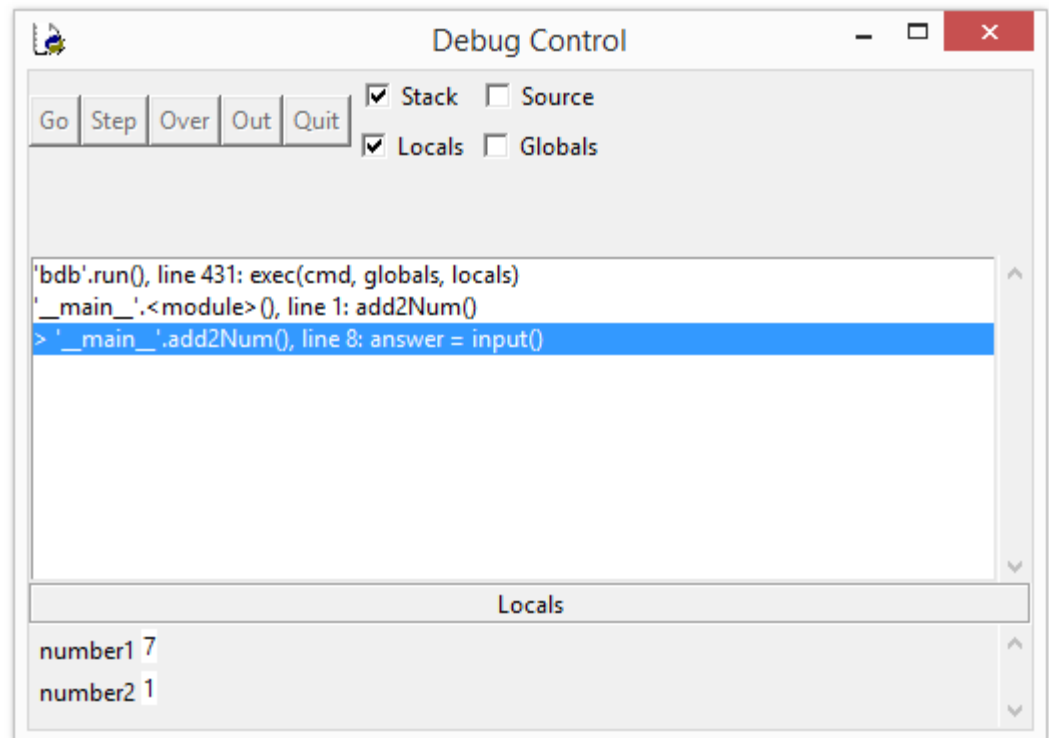 Debug Control
Go Step Over Out Quit
Stack Source
Locals Globals
'bdb'.run(), line 431: exec(cmd, globals, locals)
'__main__'.<module>(), line 1: add2Num()
> '__main__'.add2Num(), line 8: answer = input()
Locals
number1 7
number2 1